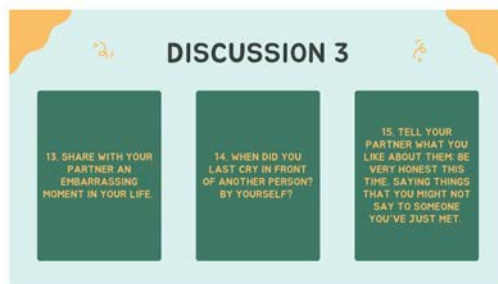 DISCUSSION 3
13. SHARE WITH YOUR
PARTNER AN
EMBARRASSING
MOMENT IN YOUR LIFE.
14. WHEN DID YOU
LAST CRY IN FRONT
OF ANOTHER PERSON?
BY YOURSELF?
15. TELL YOUR
PARTNER WHAT YOU
LIKE ABOUT THEM: BE
VERY HONEST THIS
TIME, SAYING THINGS
THAT YOU MIGHT NOT
SAY TO SOMEONE
YOU'VE JUST MET.